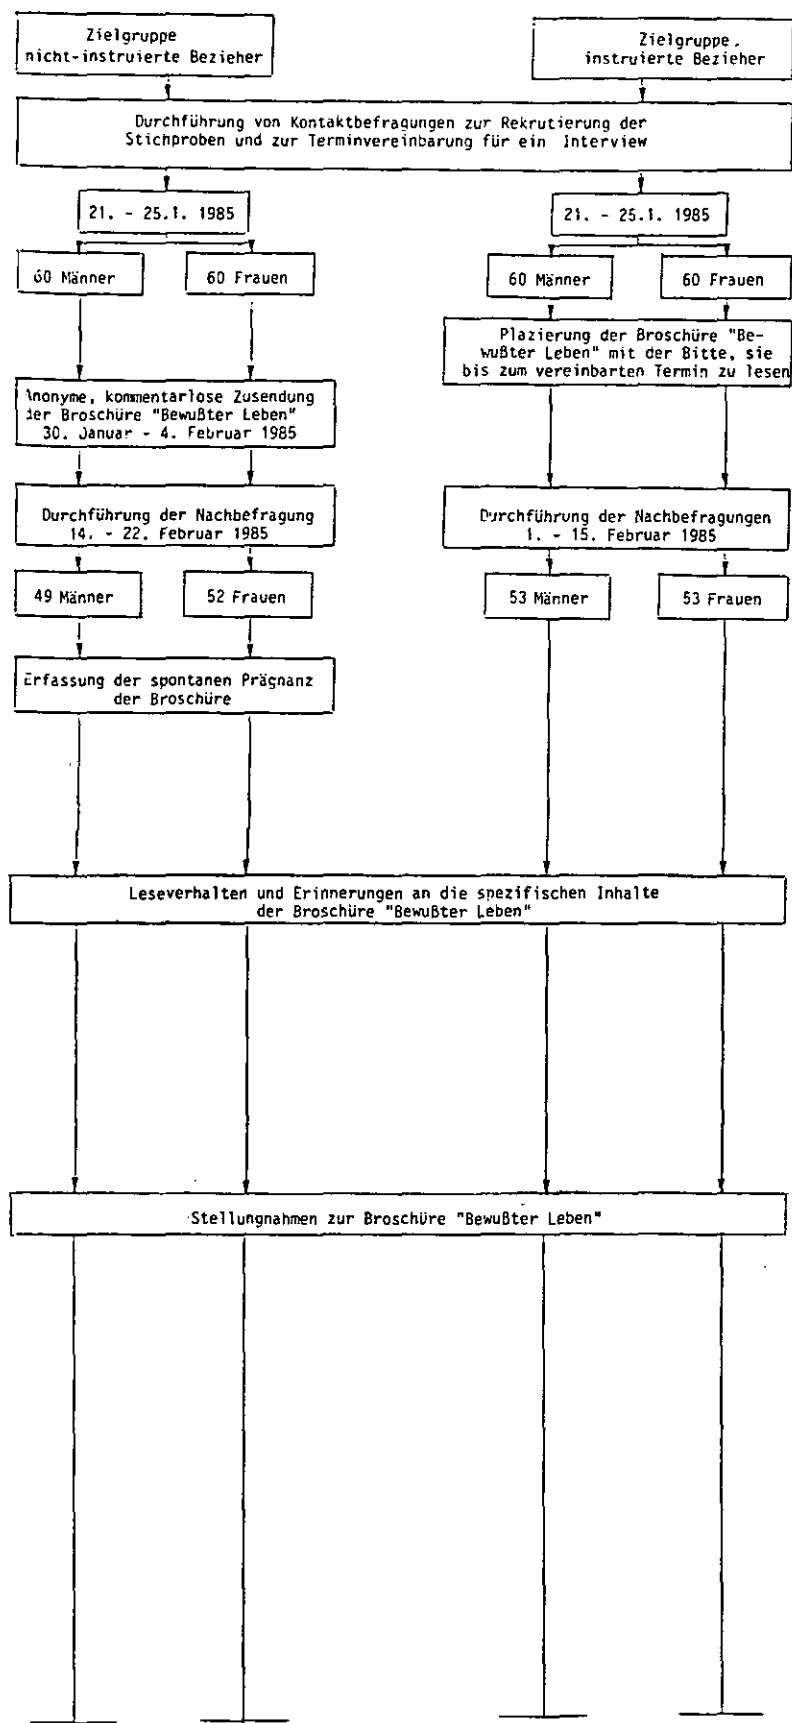 Zielgruppe
nicht-instruierte Bezieher
Zielgruppe.
instruierte Bezieher
Durchführung von Kontaktbefragungen zur Rekrutierung der
Stichproben und zur Terminvereinbarung für ein Interview
21. - 25.1. 1985
21. - 25.1. 1985
60 Männer
60 Frauen
60 Männer
60 Frauen
Plazierung der Broschüre "Be-
wußter Leben" mit der Bitte, sie
bis zum vereinbarten Termin zu lesen
Anonyme, kommentarlose Zusendung
der Broschüre "Bewußter Leben"
30. Januar - 4. Februar 1985
Durchführung der Nachbefragung
14. - 22. Februar 1985
Durchführung der Nachbefragungen
1. - 15. Februar 1985
49 Männer
52 Frauen
53 Männer
53 Frauen
Erfassung der spontanen Prägnanz
der Broschüre
Leseverhalten und Erinnerungen an die spezifischen Inhalte
der Broschüre "Bewußter Leben"
Stellungnahmen zur Broschüre "Bewußter Leben"